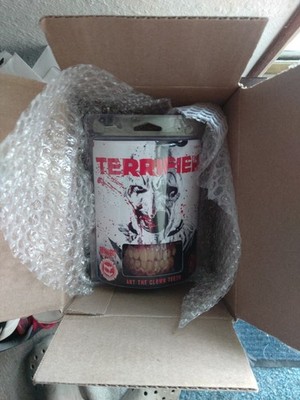 TERRIFIER
ART THE CLOWN TEETH